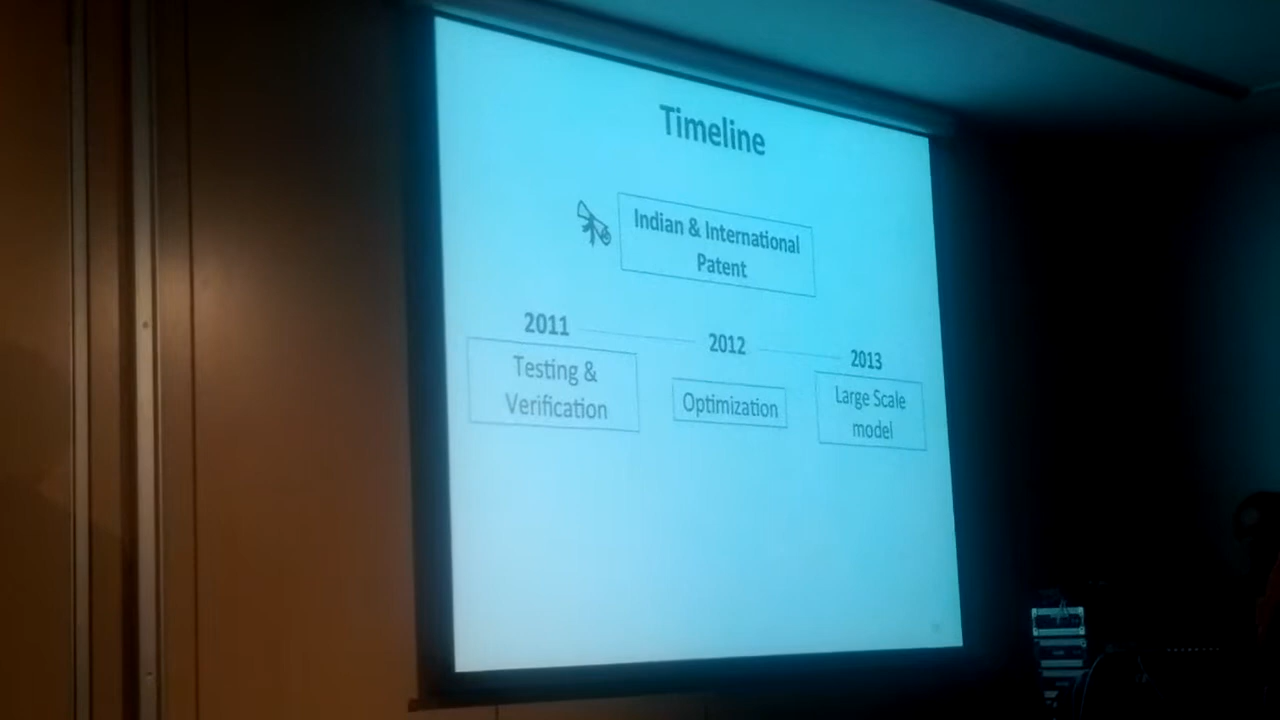 Timeline
Indian & International
Patent
2011
2012
2013
Testing &
Verification
Optimization
Large Scale
model